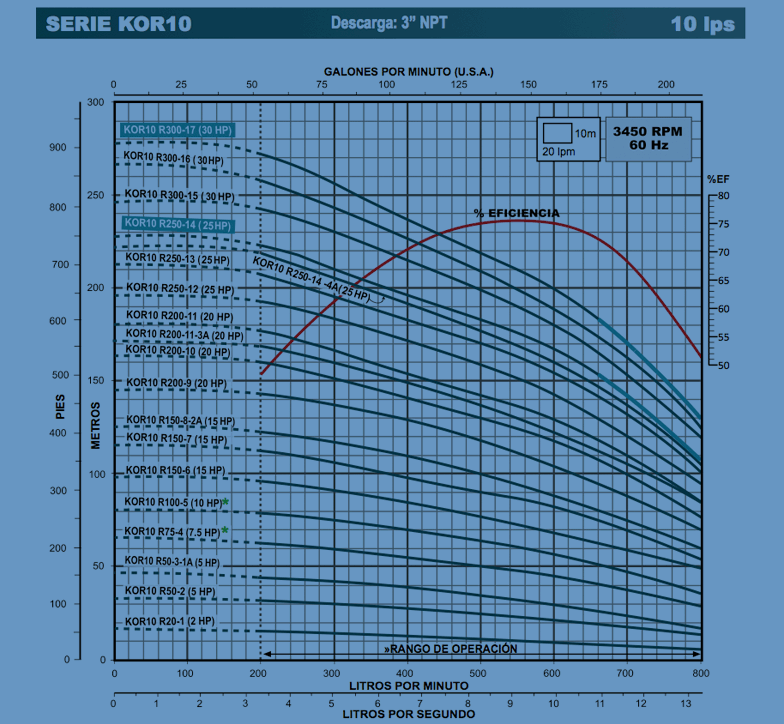 SERIE KOR10
Descarga: 3” NPT
10 lps
GALONES POR MINUTO (U.S.A.)
0 25 50 75 100 125 150 175 200
PIES
900
800
700
600
500
400
300
200
100
0
METROS
300
250
200
150
100
50
0
KOR10 R300-17 (30 HP)
KOR10 R300-16 (30HP)
KOR10 R300-15 (30 HP)
KOR10 R250-14 (25HP)
KOR10 R250-14 -4A(25 HP)
KOR10 R250-13 (25HP)
KOR10 R250-12 (25 HP)
KOR10 R200-11 (20 HP)
KOR10 R200-11-3A (20 HP)
KOR10 R200-10 (20 HP)
KOR10 R200-9 (20 HP)
KOR10 R150-8-2A (15 HP)
KOR10 R150-7 (15 HP)
KOR10 R150-6 (15 HP)
KOR10 R100-5 (10 HP)*
KOR10 R75-4 (7.5 HP)*
KOR10 R50-3-1A (5 HP)
KOR10 R50-2 (5 HP)
KOR10 R20-1 (2 HP)
10m
20 lpm
3450 RPM
60 Hz
% EFICIENCIA
%EF
80
75
70
65
60
55
50
»RANGO DE OPERACIÓN
0 100 200 300 400 500 600 700 800
LITROS POR MINUTO
0 1 2 3 4 5 6 7 8 9 10 11 12 13
LITROS POR SEGUNDO